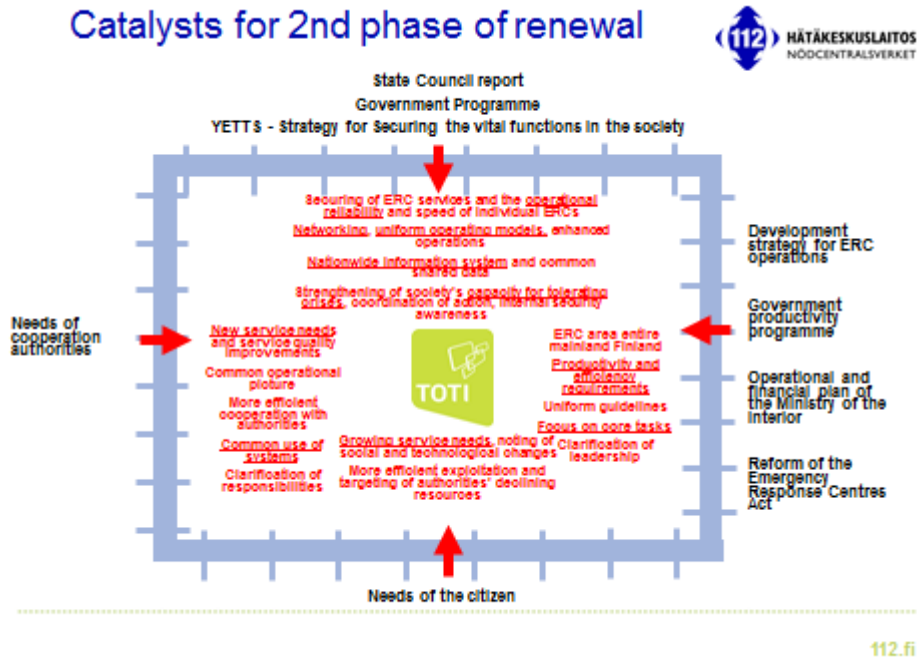 Catalysts for 2nd phase of renewal
112
HÄTÄKESKUSLAITOS
NÖDCENTRALSVERKET
State Council report
Government Programme
YETTS - Strategy for Securing the vital functions in the society
Securing of ERC services and the operational
reliability and speed of individual ERCs
Networking, uniform operating models, enhanced
operations
Nationwide information system and common
shared data
Strengthening of society's capacity for tolerating
crises, coordination of action, internal security
awareness
Needs of
cooperation
authorities
New service needs
and service quality
improvements
Common operational
picture
More efficient
cooperation with
authorities
Common use of
systems
Clarification of
responsibilities
TOTI
ERC area entire
mainland Finland
Productivity and
efficiency
requirements
Uniform guidelines
Focus on core tasks
Clarification of
leadership
Growing service needs, noting of
social and technological changes
More efficient exploitation and
targeting of authorities' declining
resources
Development
strategy for ERC
operations
Government
productivity
programme
Operational and
financial plan of
the Ministry of the
Interior
Reform of the
Emergency
Response Centres
Act
Needs of the citizen
112.fi